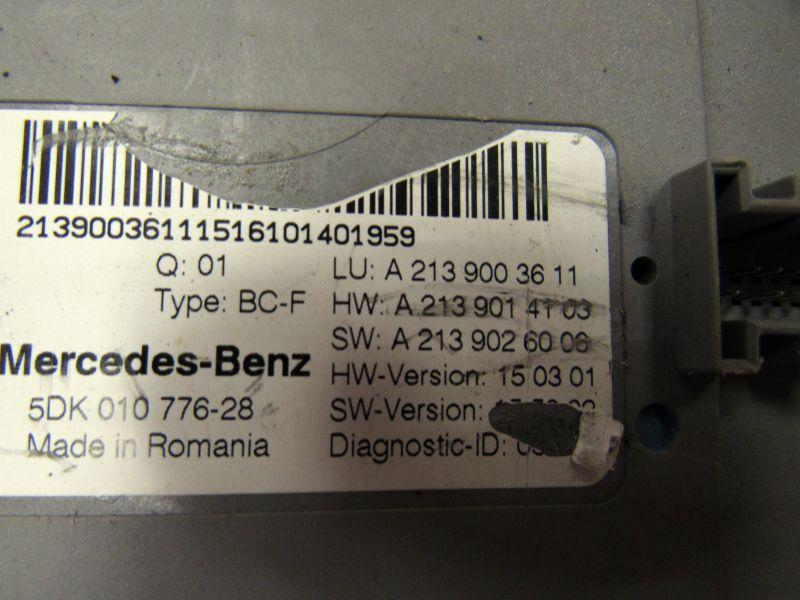 21390036111516101401959
Q: 01
LU: A 213 900 36 11
Type: BC-F
HW: A 213 901 41 03
SW: A 213 902 60 06
Mercedes-Benz
HW-Version: 15 03 01
5DK 010 776-28
SW-Version:
Made in Romania
Diagnostic-ID: